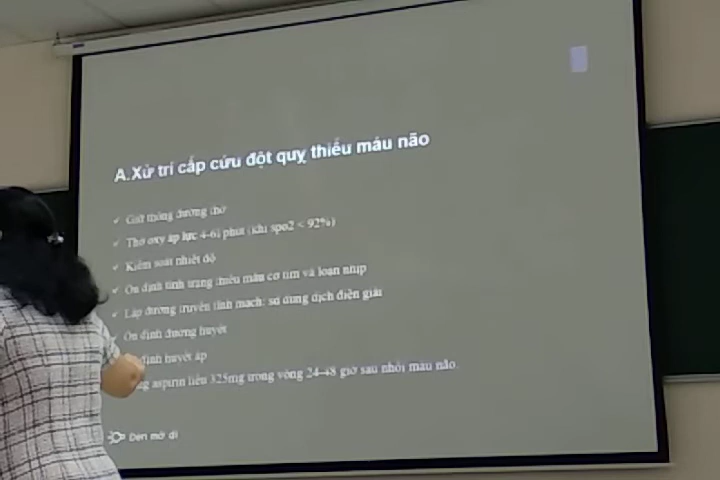 A.Xử trí cấp cứu đột quỵ thiếu máu não
✓ Giữ thông đường thở
✓ Thở oxy áp lực 4-6l phút (khi spo2 < 92%)
✓ Kiểm soát nhiệt độ
✓ Ổn định tình trạng thiếu máu cơ tim và loạn nhịp
✓ Lập đường truyền tĩnh mạch: sử dụng dịch điện giải
Ổn định đường huyết
định huyết áp
aspirin liều 325mg trong vòng 24-48 giờ sau nhồi máu não.
Đèn mờ đi